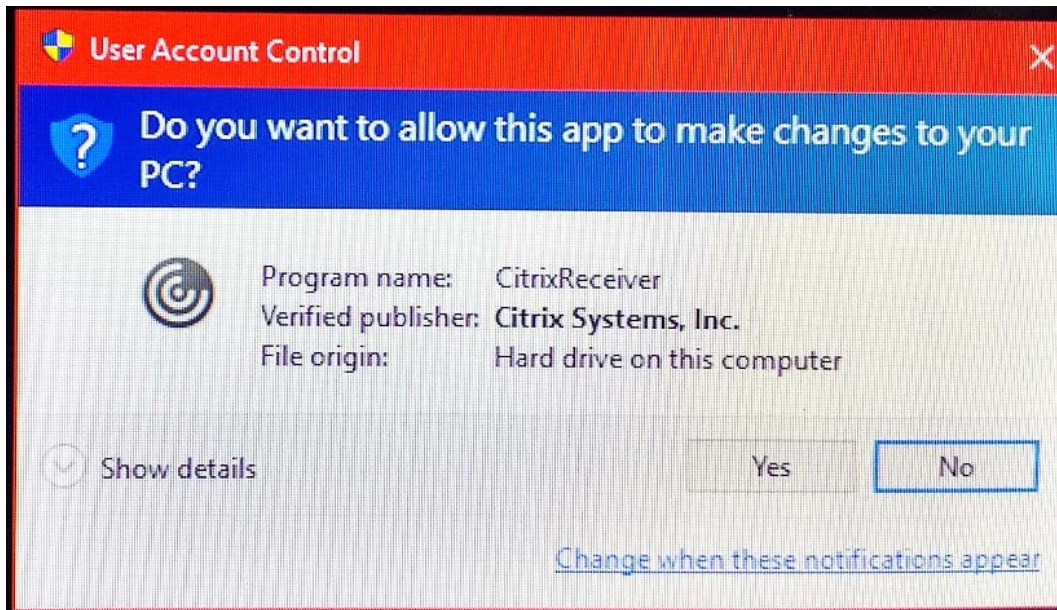 User Account Control
Do you want to allow this app to make changes to your
PC?
Program name: CitrixReceiver
Verified publisher: Citrix Systems, Inc.
File origin: Hard drive on this computer
Show details
Yes No
Change when these notifications appear